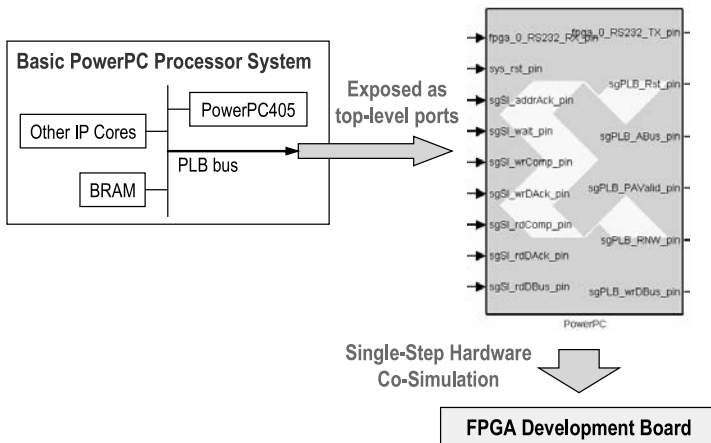 Basic PowerPC Processor System
PowerPC405
Other IP Cores
PLB bus
BRAM
Exposed as
top-level ports
fpga_0_RS232_RX_pin
sys_rst_pin
sgSl_addrAck_pin
sgSl_wait_pin
sgSl_wrComp_pin
sgSl_wrDAck_pin
sgSl_rdComp_pin
sgSl_rdDAck_pin
sgSl_rdDBus_pin
fpga_0_RS232_TX_pin
sgPLB_Rst_pin
sgPLB_ABus_pin
sgPLB_PAValid_pin
sgPLB_RNW_pin
sgPLB_wrDBus_pin
PowerPC
Single-Step Hardware
Co-Simulation
FPGA Development Board